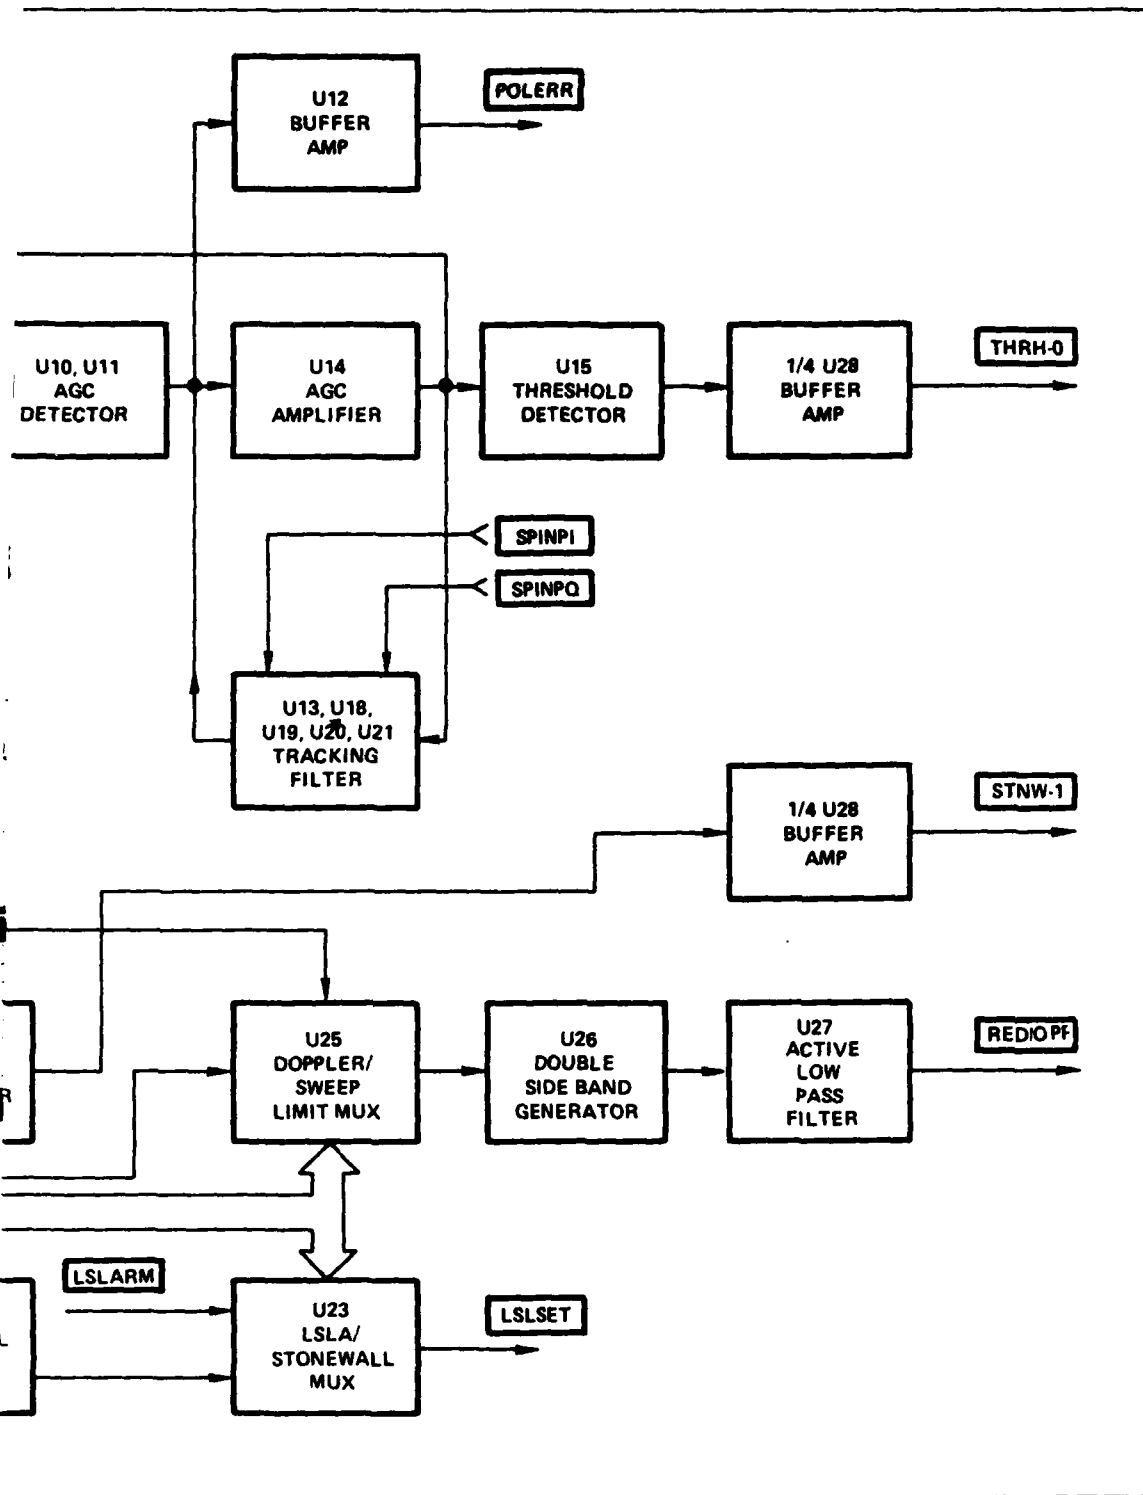 U12
BUFFER
AMP
POLERR
U10, U11
AGC
DETECTOR
U14
AGC
AMPLIFIER
U15
THRESHOLD
DETECTOR
1/4 U28
BUFFER
AMP
THRH-0
SPINPI
SPINPQ
U13, U18,
U19, U20, U21
TRACKING
FILTER
1/4 U28
BUFFER
AMP
STNW-1
R
U25
DOPPLER/
SWEEP
LIMIT MUX
U26
DOUBLE
SIDE BAND
GENERATOR
U27
ACTIVE
LOW
PASS
FILTER
REDIOPF
LSLARM
L
U23
LSLA/
STONEWALL
MUX
LSLSET